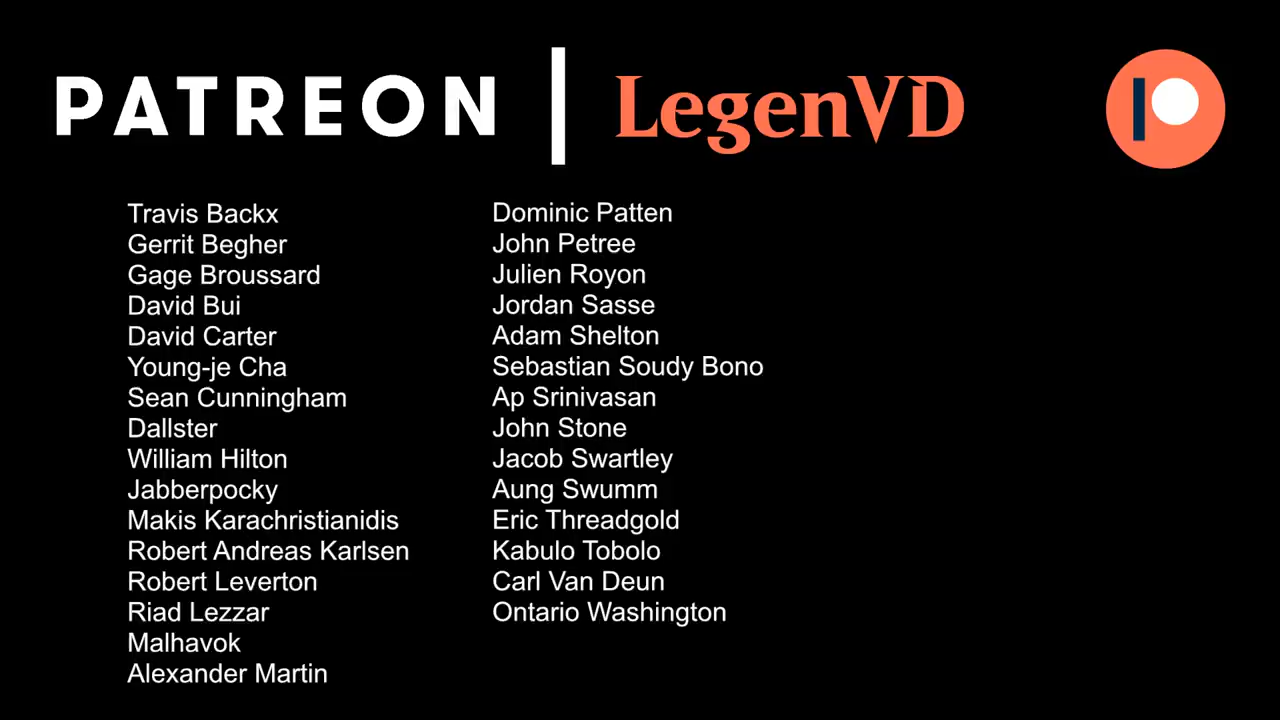 PATREON | LegenVD
Travis Backx
Gerrit Begher
Gage Broussard
David Bui
David Carter
Young-je Cha
Sean Cunningham
Dallster
William Hilton
Jabberpocky
Makis Karachristianidis
Robert Andreas Karlsen
Robert Leverton
Riad Lezzar
Malhavok
Alexander Martin
Dominic Patten
John Petree
Julien Royon
Jordan Sasse
Adam Shelton
Sebastian Soudy Bono
Ap Srinivasan
John Stone
Jacob Swartley
Aung Swumm
Eric Threadgold
Kabulo Tobolo
Carl Van Deun
Ontario Washington